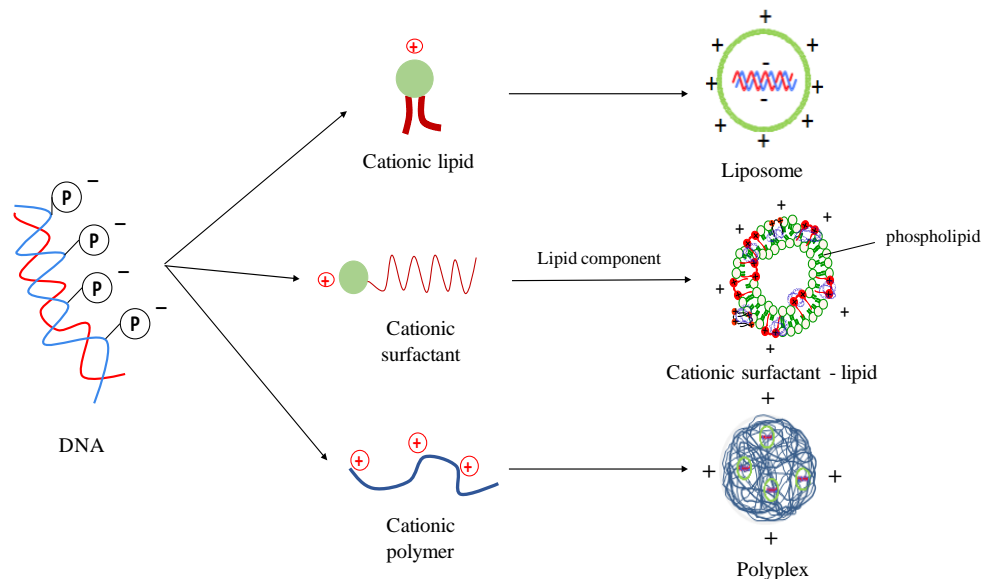 +
Cationic lipid
+ + + + + + + +
- -
Liposome
P −
P −
P −
P −
DNA
+
Cationic
surfactant
Lipid component
+ + + + + + +
phospholipid
Cationic surfactant - lipid
+ + +
Cationic
polymer
+
+ +
+
Polyplex